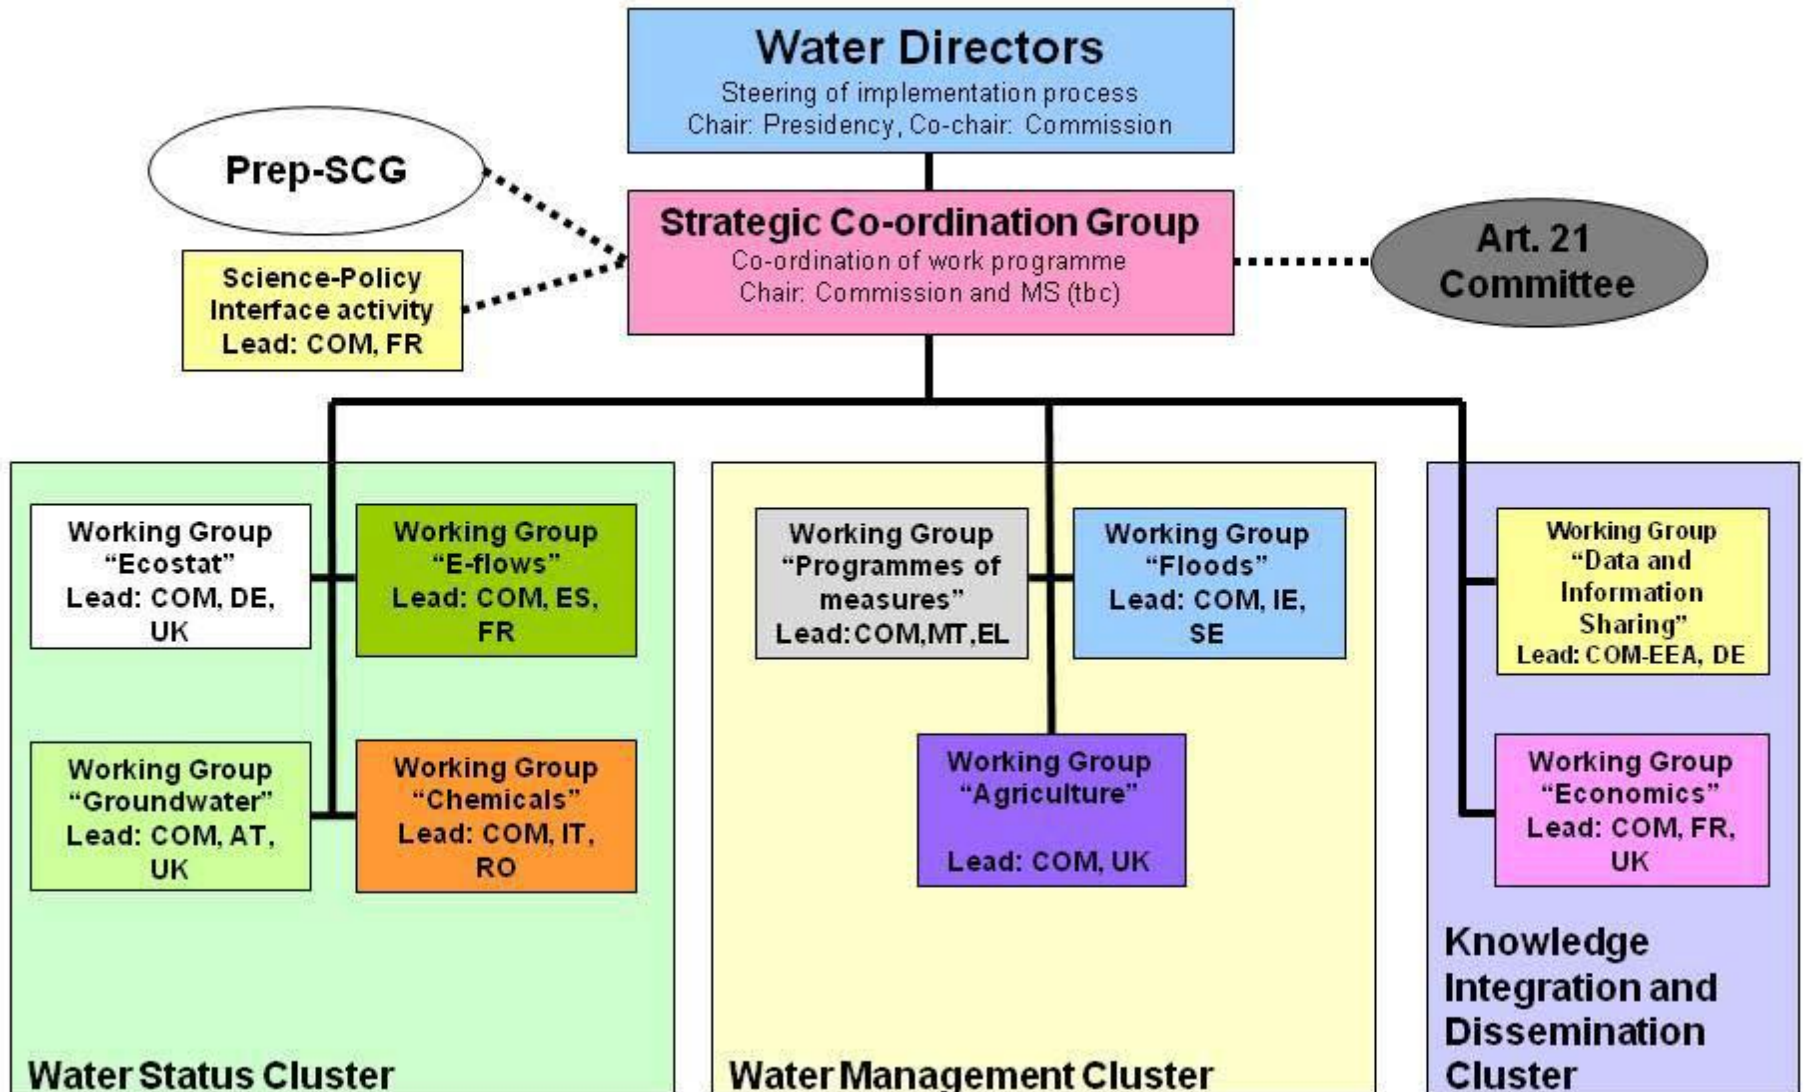 Water Directors
Steering of implementation process
Chair: Presidency, Co-chair: Commission
Prep-SCG
Strategic Co-ordination Group
Co-ordination of work programme
Chair: Commission and MS (tbc)
Art. 21
Committee
Science-Policy
Interface activity
Lead: COM, FR
Working Group
“Ecostat”
Lead: COM, DE,
UK
Working Group
“E-flows”
Lead: COM, ES,
FR
Working Group
“Groundwater”
Lead: COM, AT,
UK
Working Group
“Chemicals”
Lead: COM, IT,
RO
Water Status Cluster
Working Group
“Programmes of
measures”
Lead:COM,MT,EL
Working Group
“Floods”
Lead: COM, IE,
SE
Working Group
“Agriculture”
Lead: COM, UK
Water Management Cluster
Working Group
“Data and
Information
Sharing”
Lead: COM-EEA, DE
Working Group
“Economics”
Lead: COM, FR,
UK
Knowledge
Integration and
Dissemination
Cluster